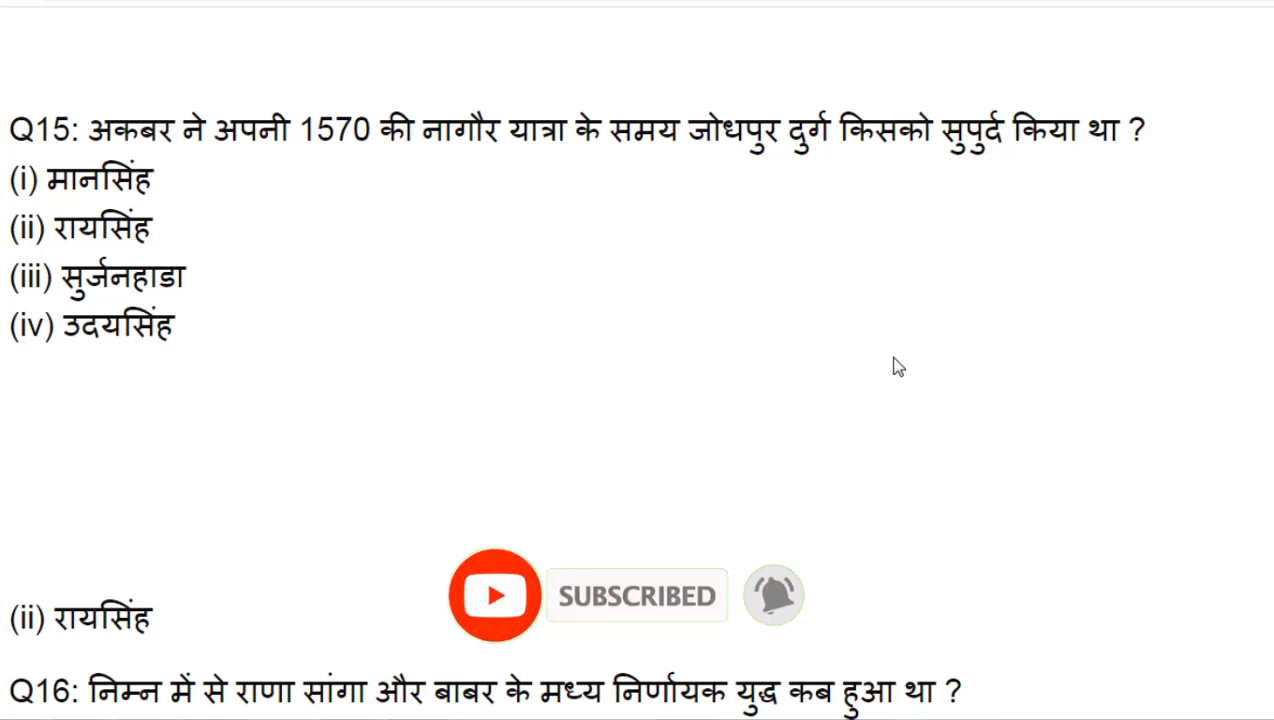 Q15: अकबर ने अपनी 1570 की नागौर यात्रा के समय जोधपुर दुर्ग किसको सुपुर्द किया था ?
(i) मानसिंह
(ii) रायसिंह
(iii) सुर्जनहाडा
(iv) उदयसिंह
SUBSCRIBED
(ii) रायसिंह
Q16: निम्न में से राणा सांगा और बाबर के मध्य निर्णायक युद्ध कब हुआ था ?